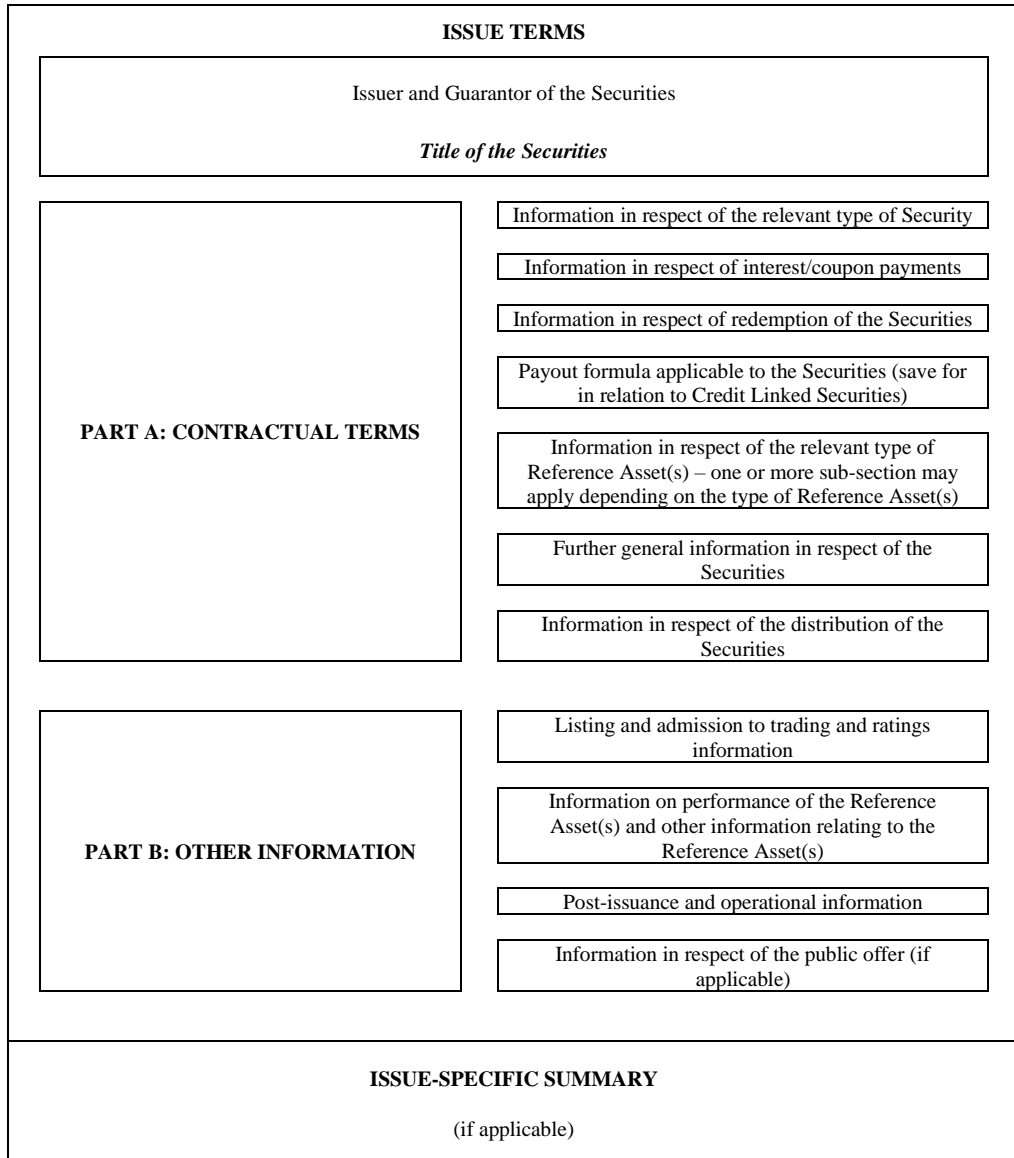 ISSUE TERMS
Issuer and Guarantor of the Securities
Title of the Securities
PART A: CONTRACTUAL TERMS
Information in respect of the relevant type of Security
Information in respect of interest/coupon payments
Information in respect of redemption of the Securities
Payout formula applicable to the Securities (save for
in relation to Credit Linked Securities)
Information in respect of the relevant type of
Reference Asset(s) – one or more sub-section may
apply depending on the type of Reference Asset(s)
Further general information in respect of the
Securities
Information in respect of the distribution of the
Securities
PART B: OTHER INFORMATION
Listing and admission to trading and ratings
information
Information on performance of the Reference
Asset(s) and other information relating to the
Reference Asset(s)
Post-issuance and operational information
Information in respect of the public offer (if
applicable)
ISSUE-SPECIFIC SUMMARY
(if applicable)